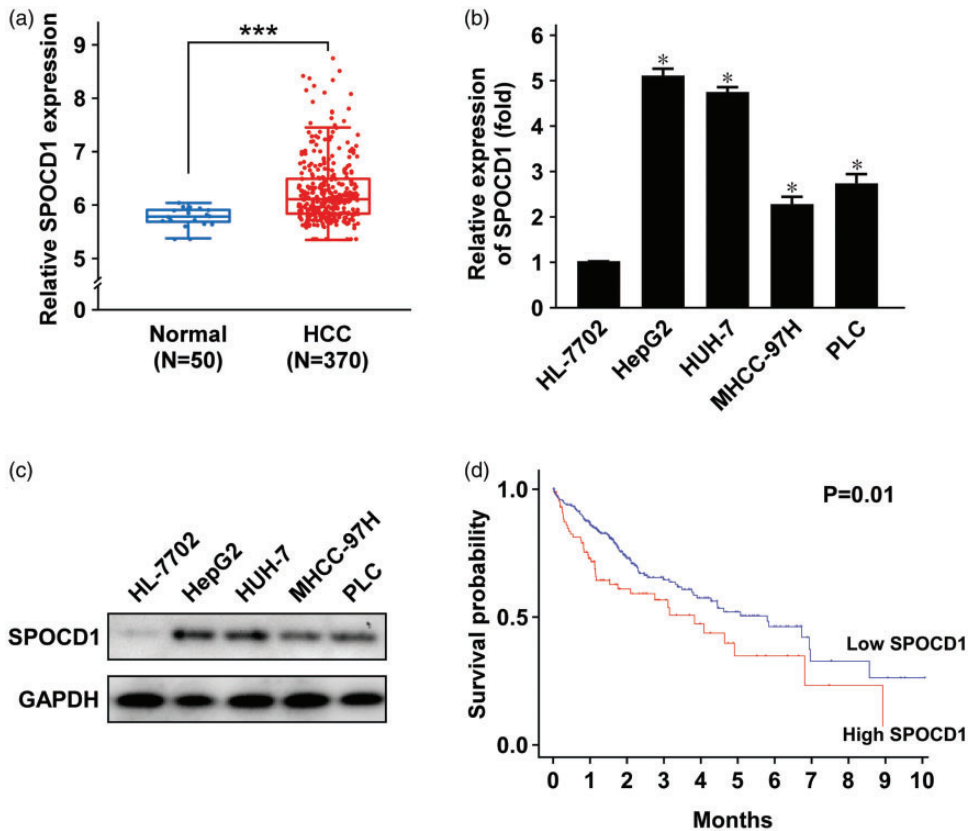 (a)
***
Relative SPOCD1 expression
9
8
7
6
5
0
Normal
(N=50)
HCC
(N=370)
(b)
Relative expression
of SPOCD1 (fold)
6
5
4
3
2
1
0
*
*
*
*
HL-7702
HepG2
HUH-7
MHCC-97H
PLC
(c)
HL-7702
HepG2
HUH-7
MHCC-97H
PLC
SPOCD1
GAPDH
(d)
Survival probability
1.0
0.5
0.0
P=0.01
Low SPOCD1
High SPOCD1
0 1 2 3 4 5 6 7 8 9 10
Months